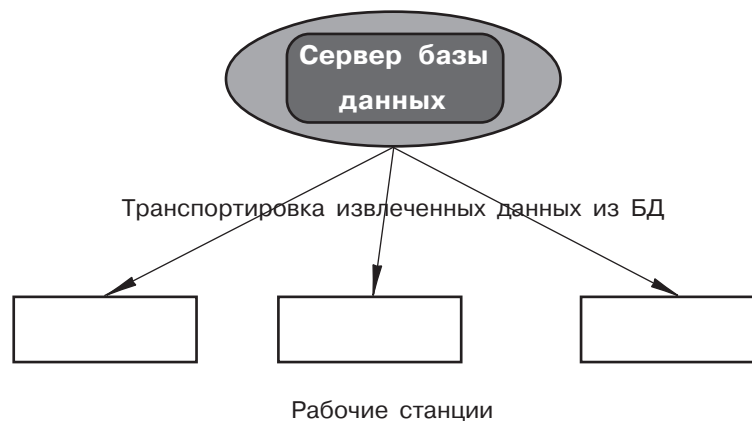 Сервер базы
данных
Транспортировка извлеченных данных из БД
Рабочие станции